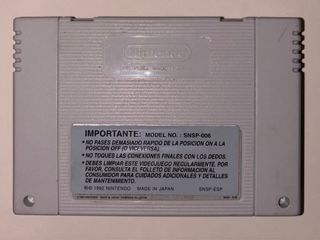 Nintendo
IMPORTANTE: MODEL NO. : SNSP-006
• NO PASES DEMASIADO RAPIDO DE LA POSICION ON A LA
POSICION OFF (O VICEVERSA).
• NO TOQUES LAS CONEXIONES FINALES CON LOS DEDOS.
• DEBES LIMPIAR ESTE VIDEOJUEGO REGULARMENTE. POR
FAVOR. CONSULTA EL FOLLETO DE INFORMACION AL
CONSUMIDOR PARA CUIDADOS ADICIONALES Y DETALLES
DE MANTENIMIENTO.
1992 NINTENDO MADE IN JAPAN SNSP-ESP